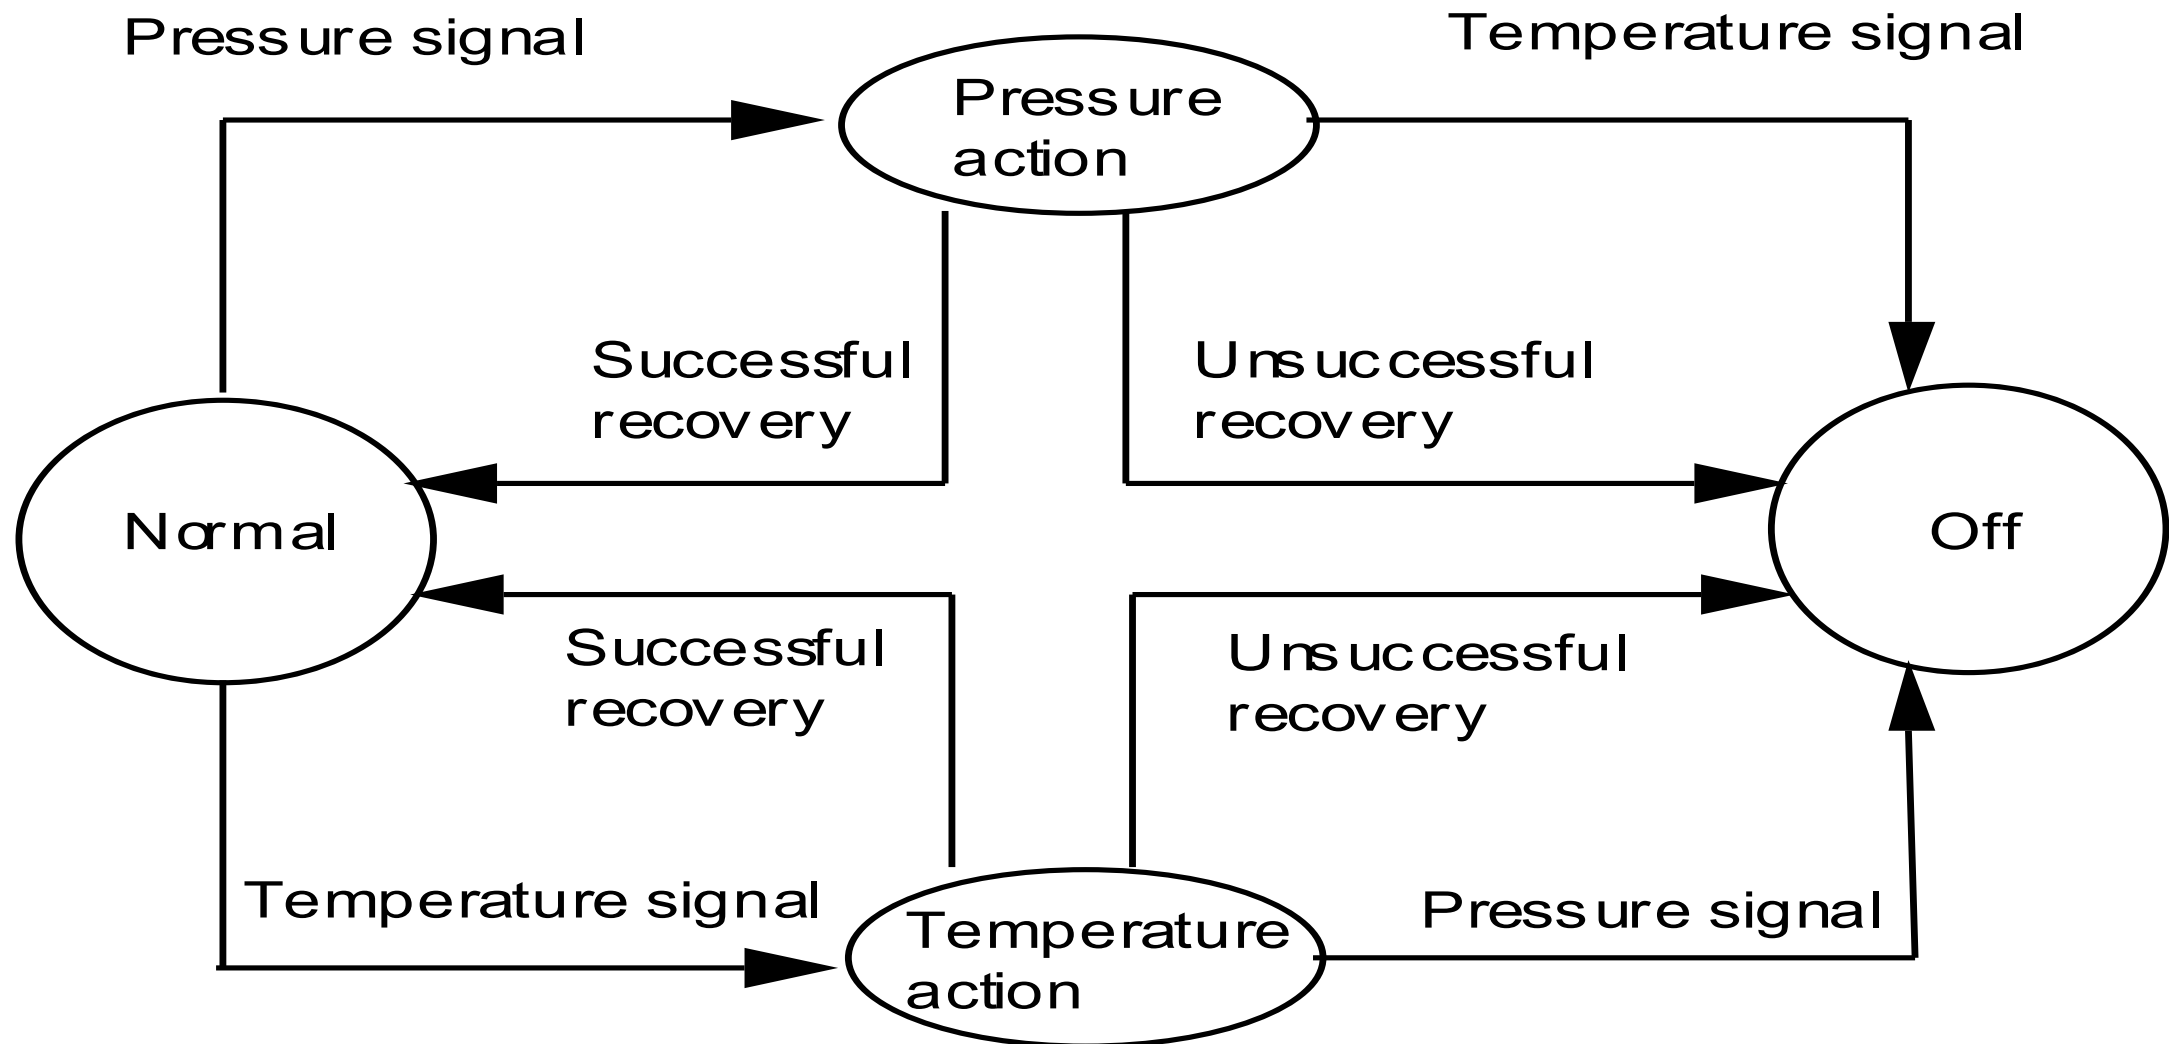 Pressure signal
Temperature signal
Pressure
action
Successful
recovery
Unsuccessful
recovery
Normal
Off
Successful
recovery
Unsuccessful
recovery
Temperature signal
Pressure signal
Temperature
action